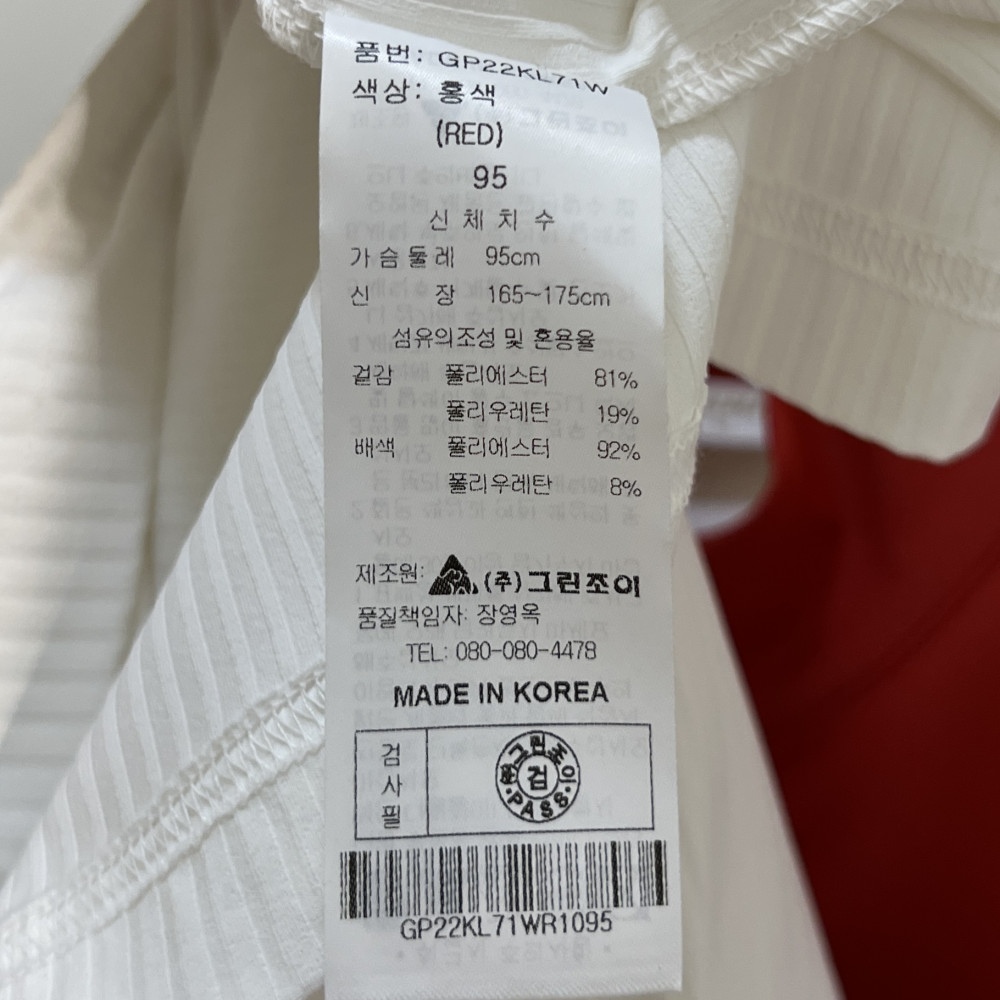 품번: GP22KL71W
색상: 홍색
(RED)
95
신 체 치 수
가슴둘레 95cm
신 장 165~175cm
섬유의조성 및 혼용율
겉감 폴리에스터 81%
폴리우레탄 19%
배색 폴리에스터 92%
폴리우레탄 8%
제조원: (주)그린조이
품질책임자: 장영옥
TEL: 080-080-4478
MADE IN KOREA
검사필
그린조이
검
PASS
GP22KL71WR1095